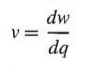 v = dw/dq